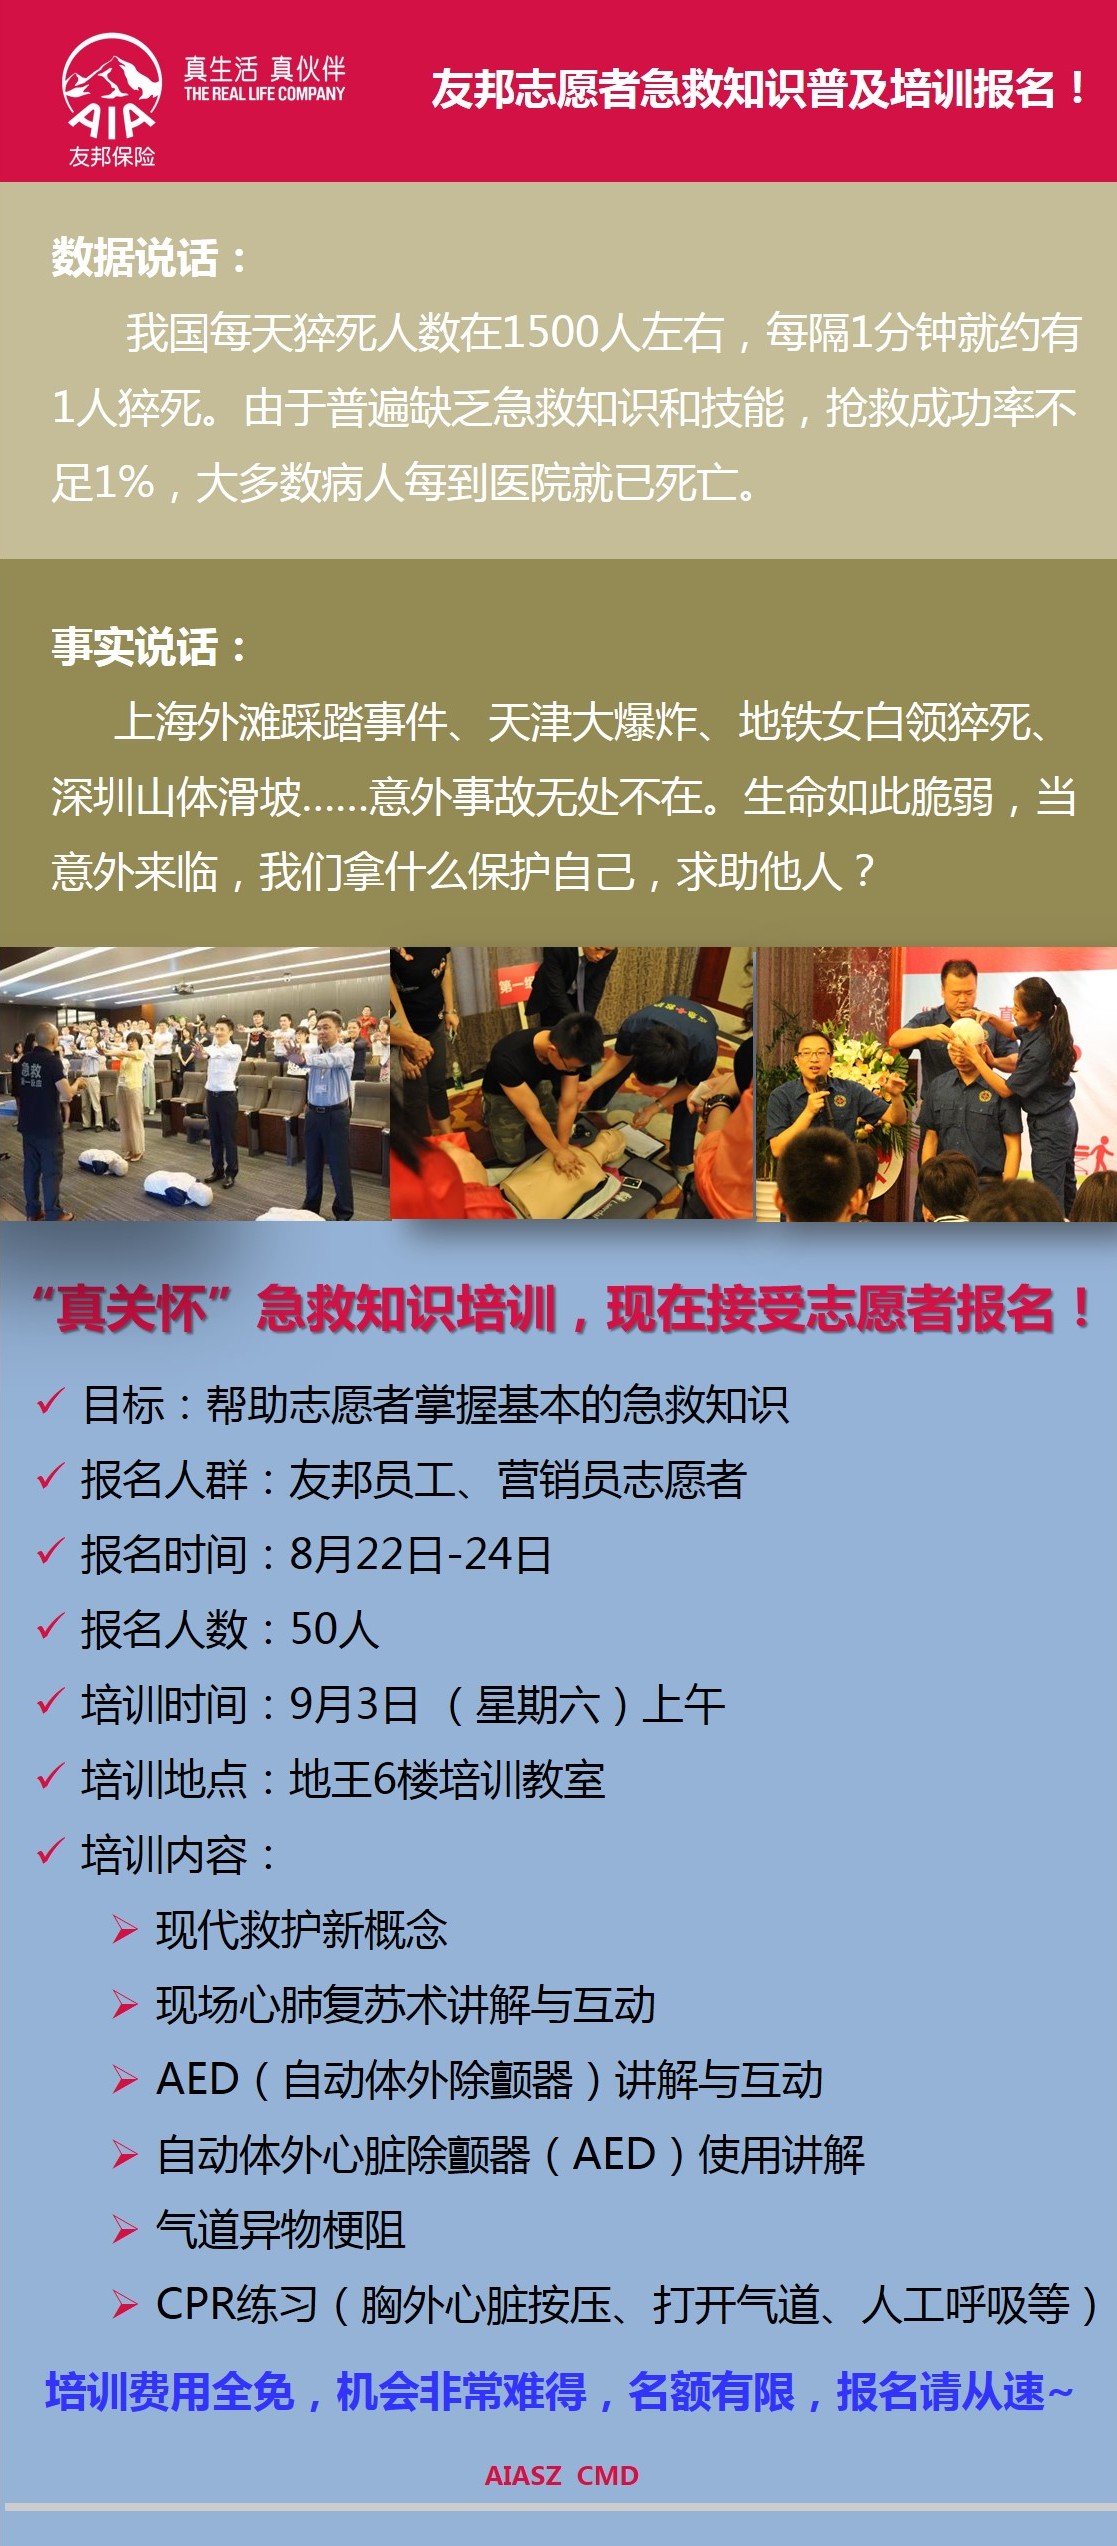 真生活 真伙伴
THE REAL LIFE COMPANY
AIA
友邦保险
友邦志愿者急救知识普及培训报名！
数据说话：
我国每天猝死人数在1500人左右，每隔1分钟就约有
1人猝死。由于普遍缺乏急救知识和技能，抢救成功率不
足1%，大多数病人每到医院就已死亡。
事实说话：
上海外滩踩踏事件、天津大爆炸、地铁女白领猝死、
深圳山体滑坡......意外事故无处不在。生命如此脆弱，当
意外来临，我们拿什么保护自己，求助他人？
急救
第一组
“真关怀”急救知识培训，现在接受志愿者报名！
目标：帮助志愿者掌握基本的急救知识
报名人群：友邦员工、营销员志愿者
报名时间：8月22日-24日
报名人数：50人
培训时间：9月3日（星期六）上午
培训地点：地王6楼培训教室
培训内容：
现代救护新概念
现场心肺复苏术讲解与互动
AED（自动体外除颤器）讲解与互动
自动体外心脏除颤器（AED）使用讲解
气道异物梗阻
CPR练习（胸外心脏按压、打开气道、人工呼吸等）
培训费用全免，机会非常难得，名额有限，报名请从速~
AIASZ CMD